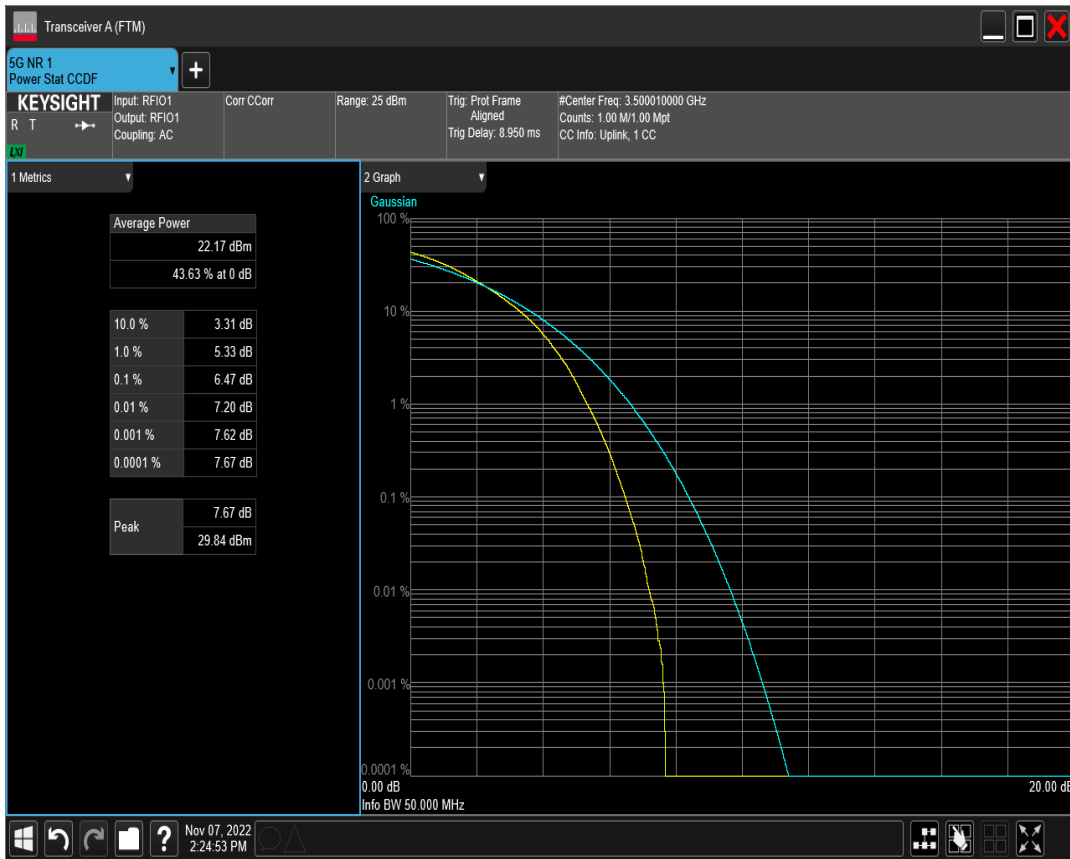 Transceiver A (FTM)
5G NR 1
Power Stat CCDF
+
KEYSIGHT
R T
LXI
Input: RFIO1
Output: RFIO1
Coupling: AC
Corr CCorr
Range: 25 dBm
Trig: Prot Frame
Aligned
Trig Delay: 8.950 ms
#Center Freq: 3.500010000 GHz
Counts: 1.00 M/1.00 Mpt
CC Info: Uplink, 1 CC
1 Metrics
Average Power
22.17 dBm
43.63 % at 0 dB
10.0 % 3.31 dB
1.0 % 5.33 dB
0.1 % 6.47 dB
0.01 % 7.20 dB
0.001 % 7.62 dB
0.0001 % 7.67 dB
Peak
7.67 dB
29.84 dBm
2 Graph
Gaussian
100 %
10 %
1 %
0.1 %
0.01 %
0.001 %
0.0001 %
0.00 dB
20.00 dB
Info BW 50.000 MHz
?
Nov 07, 2022
2:24:53 PM